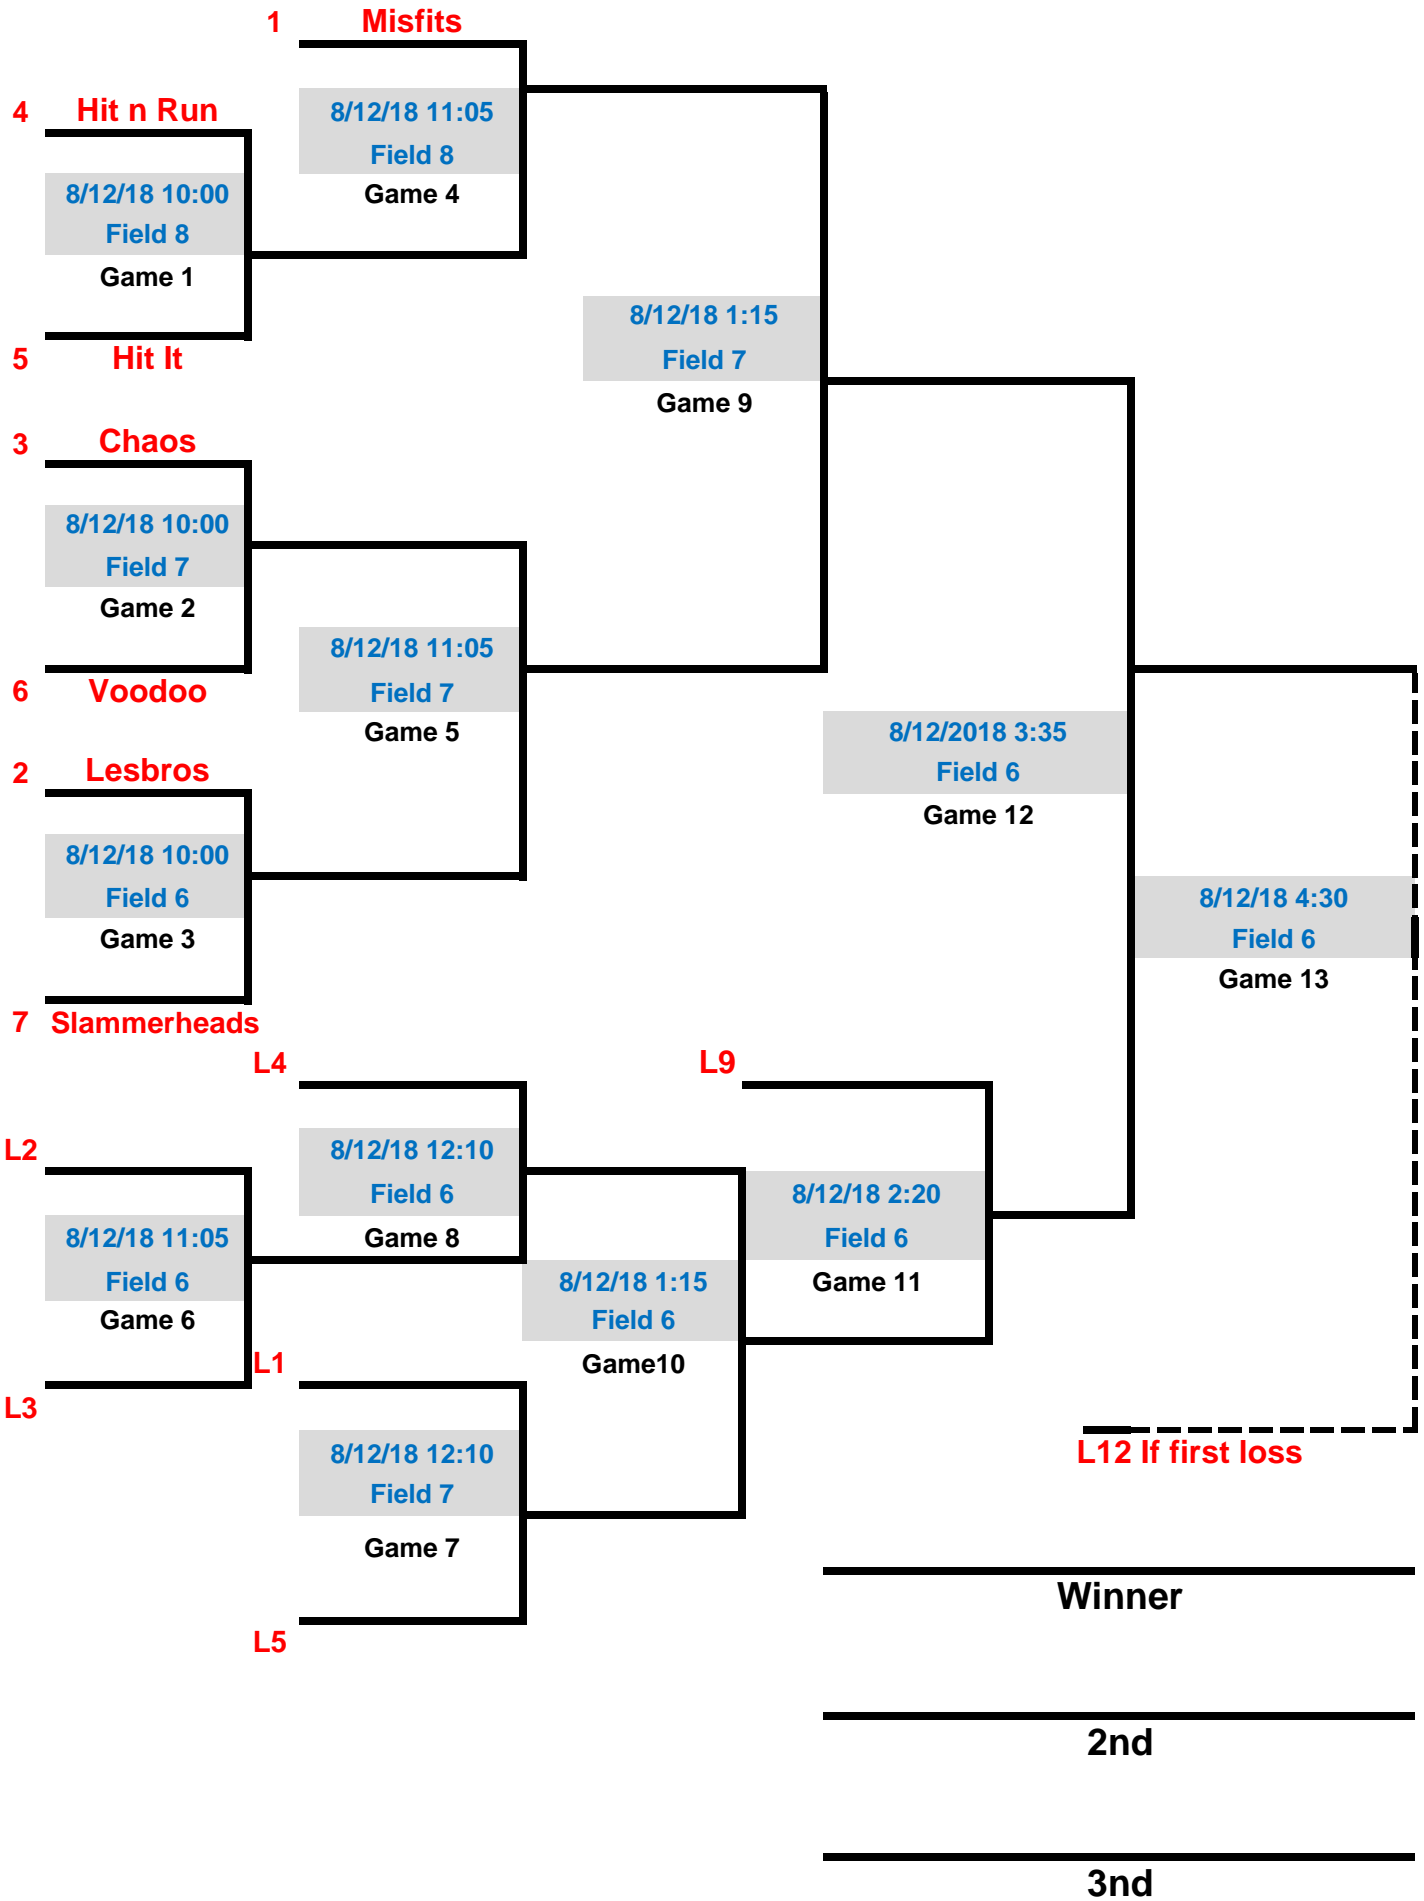 1 Misfits
4 Hit n Run
8/12/18 11:05
Field 8
Game 4
8/12/18 10:00
Field 8
Game 1
5 Hit It
8/12/18 1:15
Field 7
Game 9
3 Chaos
8/12/18 10:00
Field 7
Game 2
6 Voodoo
8/12/18 11:05
Field 7
Game 5
8/12/2018 3:35
Field 6
Game 12
2 Lesbros
8/12/18 10:00
Field 6
Game 3
8/12/18 4:30
Field 6
Game 13
7 Slammerheads
L4
L9
L2
8/12/18 12:10
Field 6
Game 8
8/12/18 2:20
Field 6
Game 11
8/12/18 11:05
Field 6
Game 6
8/12/18 1:15
Field 6
Game10
L1
L3
8/12/18 12:10
Field 7
Game 7
L12 If first loss
L5
Winner
2nd
3nd